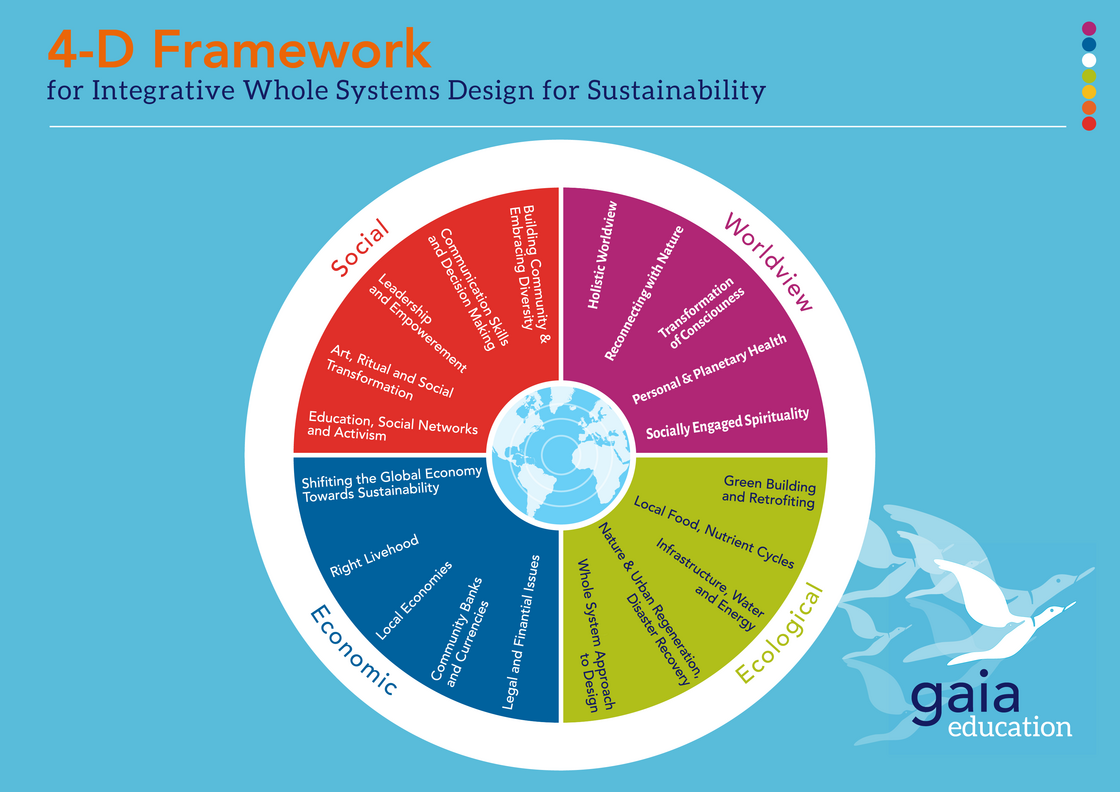 4-D Framework
for Integrative Whole Systems Design for Sustainability
Social
Building Community &
Embracing Diversity
Communication Skills
and Decision Making
Leadership
and Empowerement
Art, Ritual and Social
Transformation
Education, Social Networks
and Activism
Worldview
Holistic Worldview
Reconnecting with Nature
Transformation
of Consciouness
Personal & Planetary Health
Socially Engaged Spirituality
Ecological
Green Building
and Retrofiting
Local Food, Nutrient Cycles
Infrastructure, Water
and Energy
Nature & Urban Regeneration,
Disaster Recovery
Whole System Approach
to Design
Economic
Shifiting the Global Economy
Towards Sustainability
Right Livehood
Local Economies
Community Banks
and Currencies
Legal and Finantial Issues
gaia
education